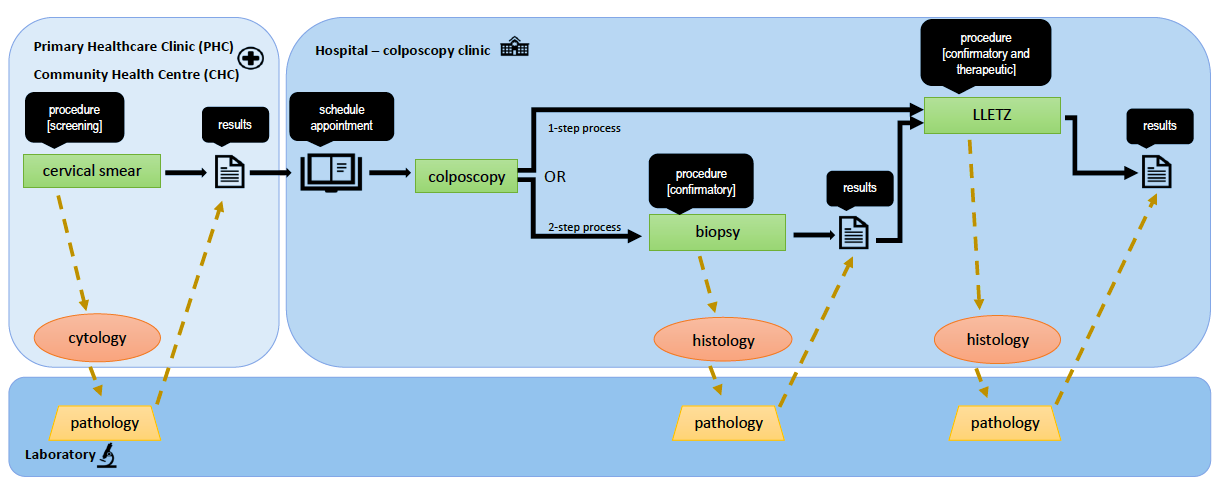 Primary Healthcare Clinic (PHC)
Community Health Centre (CHC)
procedure
[screening]
results
cervical smear
cytology
Hospital – colposcopy clinic
schedule
appointment
colposcopy
1-step process
OR
2-step process
procedure
[confirmatory]
biopsy
results
histology
procedure
[confirmatory and
therapeutic]
LLETZ
results
histology
pathology
pathology
pathology
Laboratory